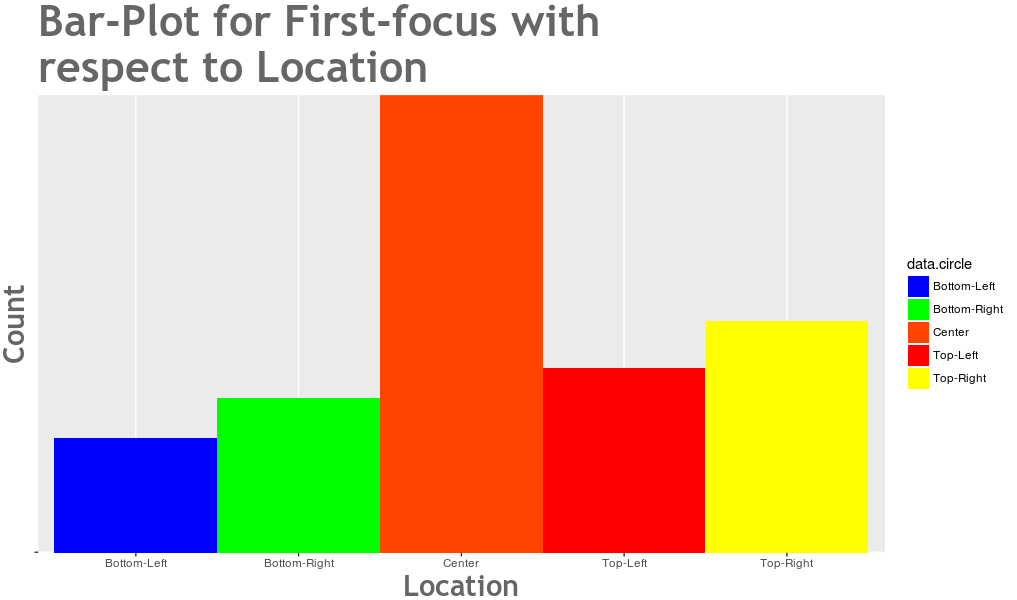 Bar-Plot for First-focus with
respect to Location
Count
data.circle
Bottom-Left
Bottom-Right
Center
Top-Left
Top-Right
Bottom-Left
Bottom-Right
Center
Top-Left
Top-Right
Location